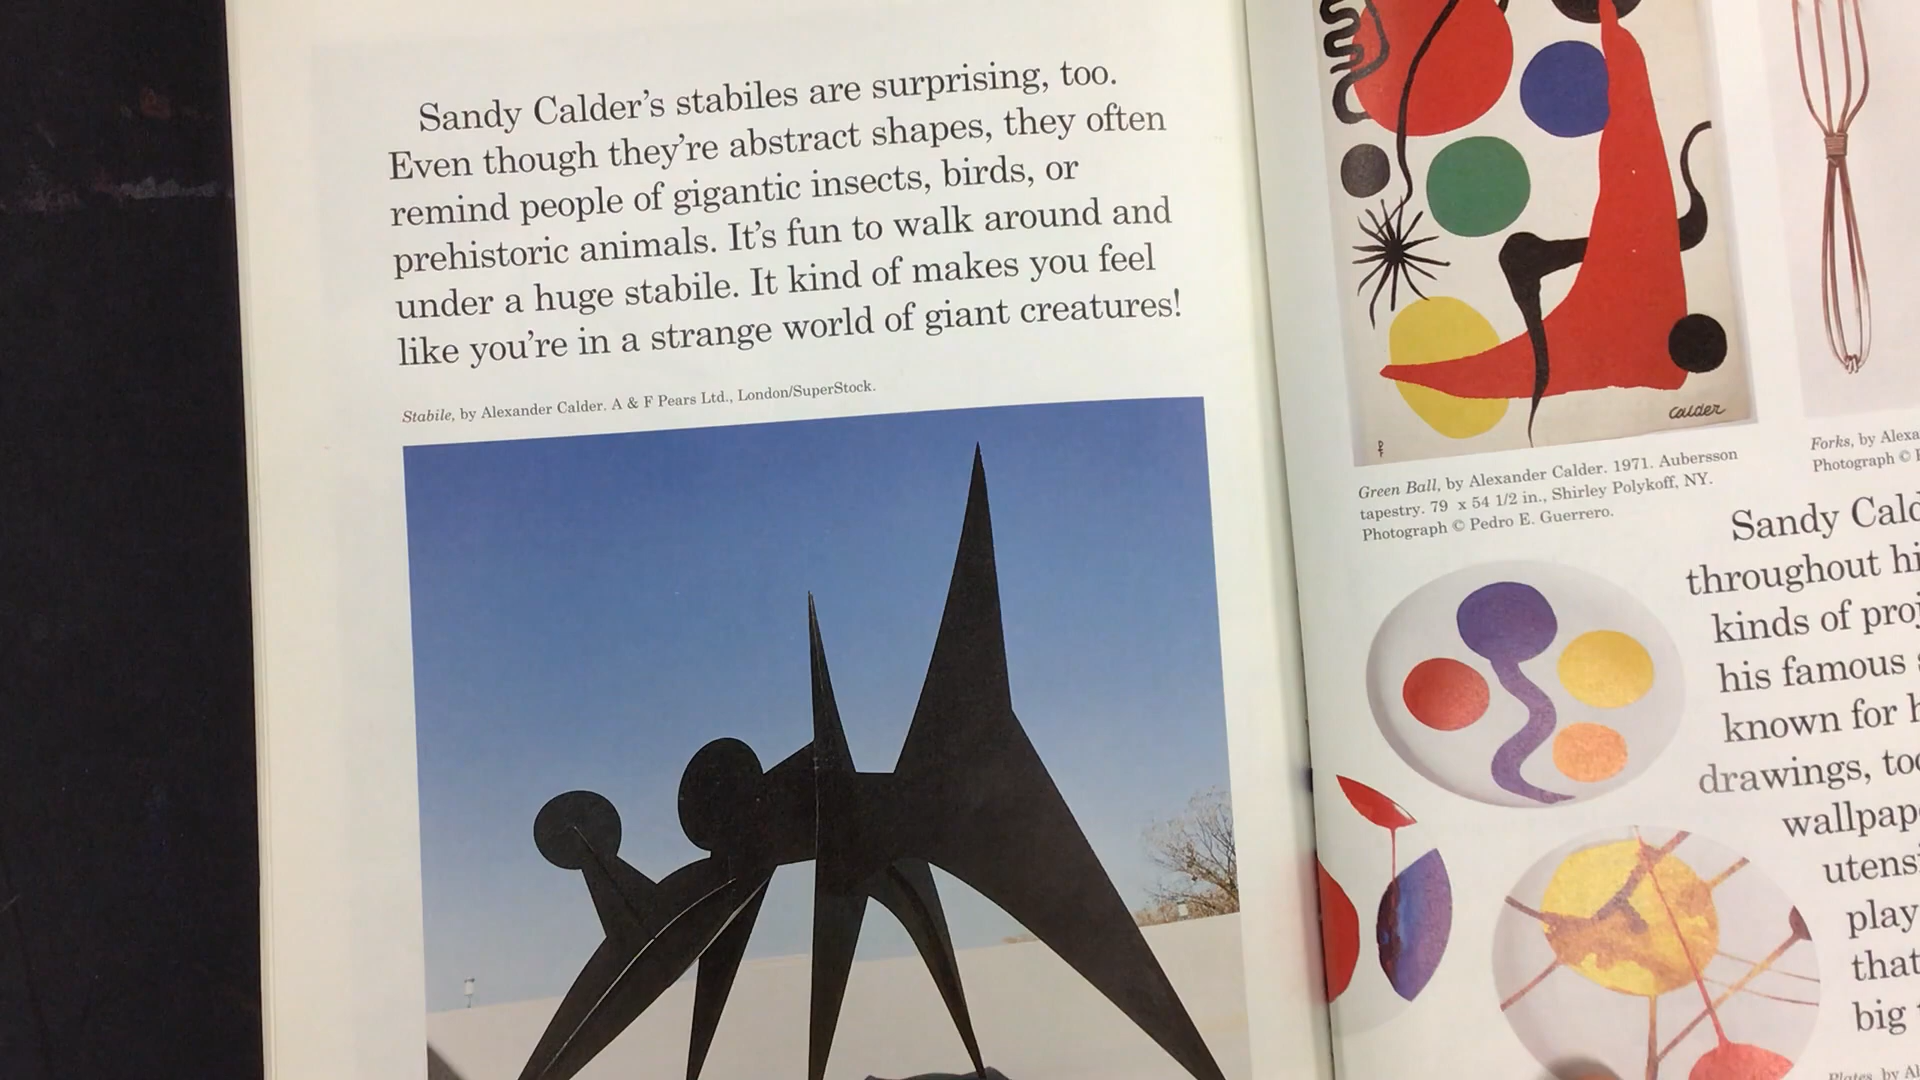 Sandy Calder's stabiles are surprising, too.
Even though they're abstract shapes, they often
remind people of gigantic insects, birds, or
prehistoric animals. It's fun to walk around and
under a huge stabile. It kind of makes you feel
like you're in a strange world of giant creatures!
Stabile, by Alexander Calder. A & F Pears Ltd., London/SuperStock.
Calder
Green Ball, by Alexander Calder. 1971. Aubersson
tapestry. 79 x 54 1/2 in., Shirley Polykoff, NY.
Photograph © Pedro E. Guerrero.
Forks, by
Photograph ©
Sandy
throughout
kinds of
his famous
known for
drawings,
play
that
big
Plates, by